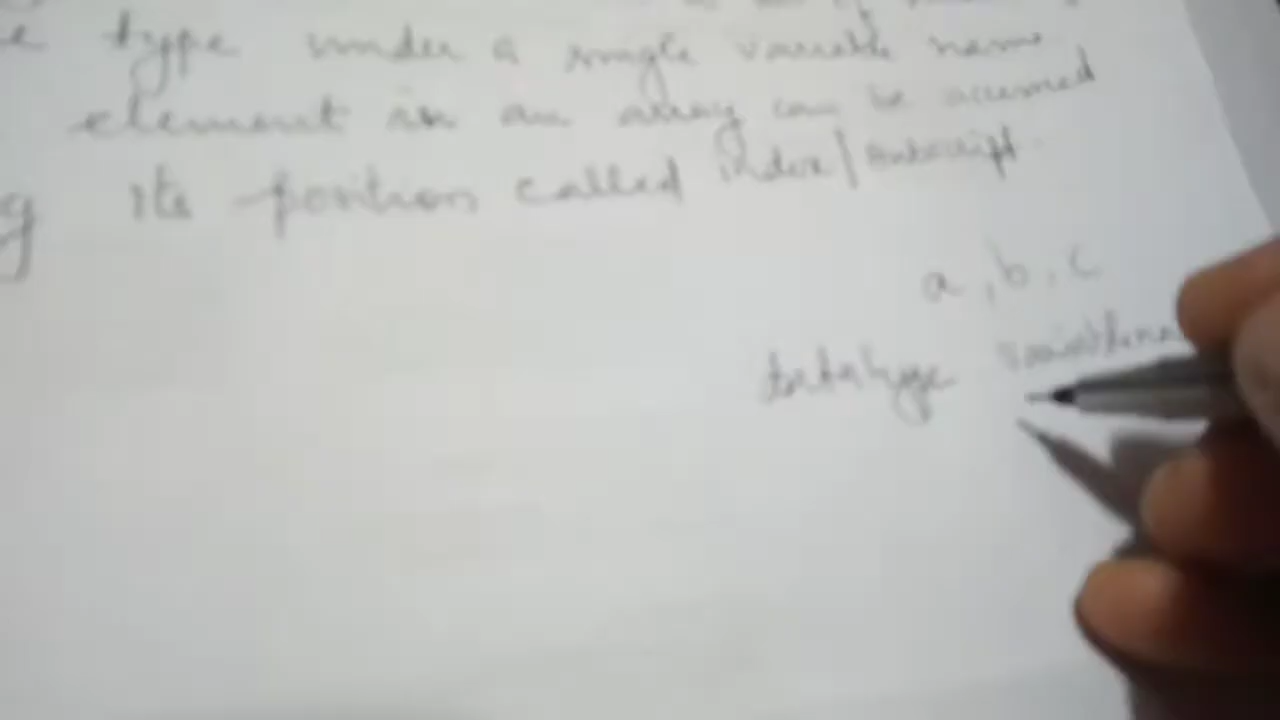 type under a single variable name
element in an array can be accessed
g its position called index/subscript.
a, b, c
datatype